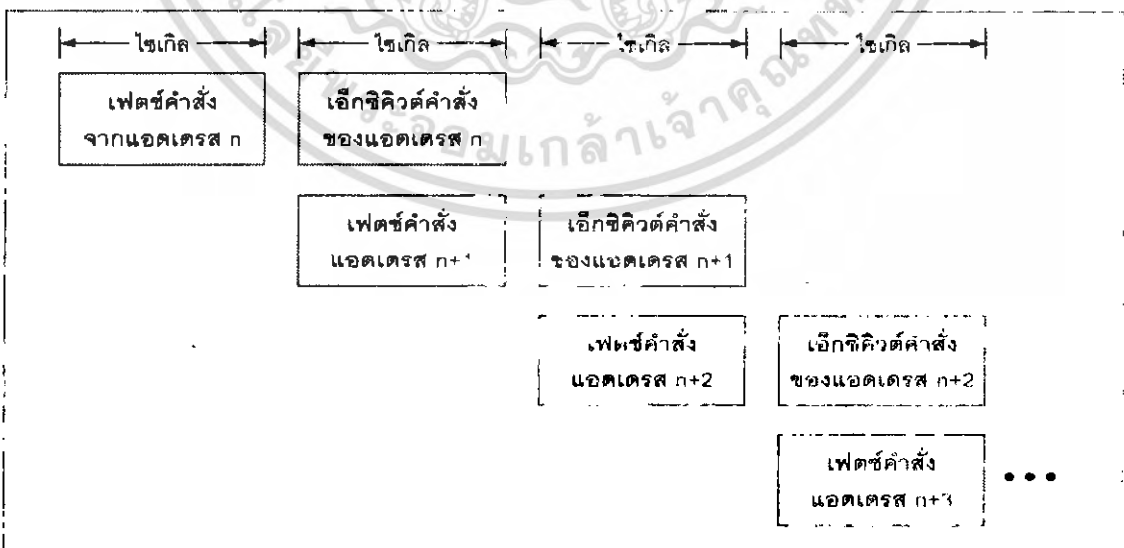 ไซเกิล ไซเกิล ไซเกิล ไซเกิล
เฟตช์คำสั่ง
จากแอดเดรส n
เอ็กซิคิวต์คำสั่ง
ของแอดเดรส n
เฟตช์คำสั่ง
แอดเดรส n+1
เอ็กซิคิวต์คำสั่ง
ของแอดเดรส n+1
เฟตช์คำสั่ง
แอดเดรส n+2
เอ็กซิคิวต์คำสั่ง
ของแอดเดรส n+2
เฟตช์คำสั่ง
แอดเดรส n+3
•••